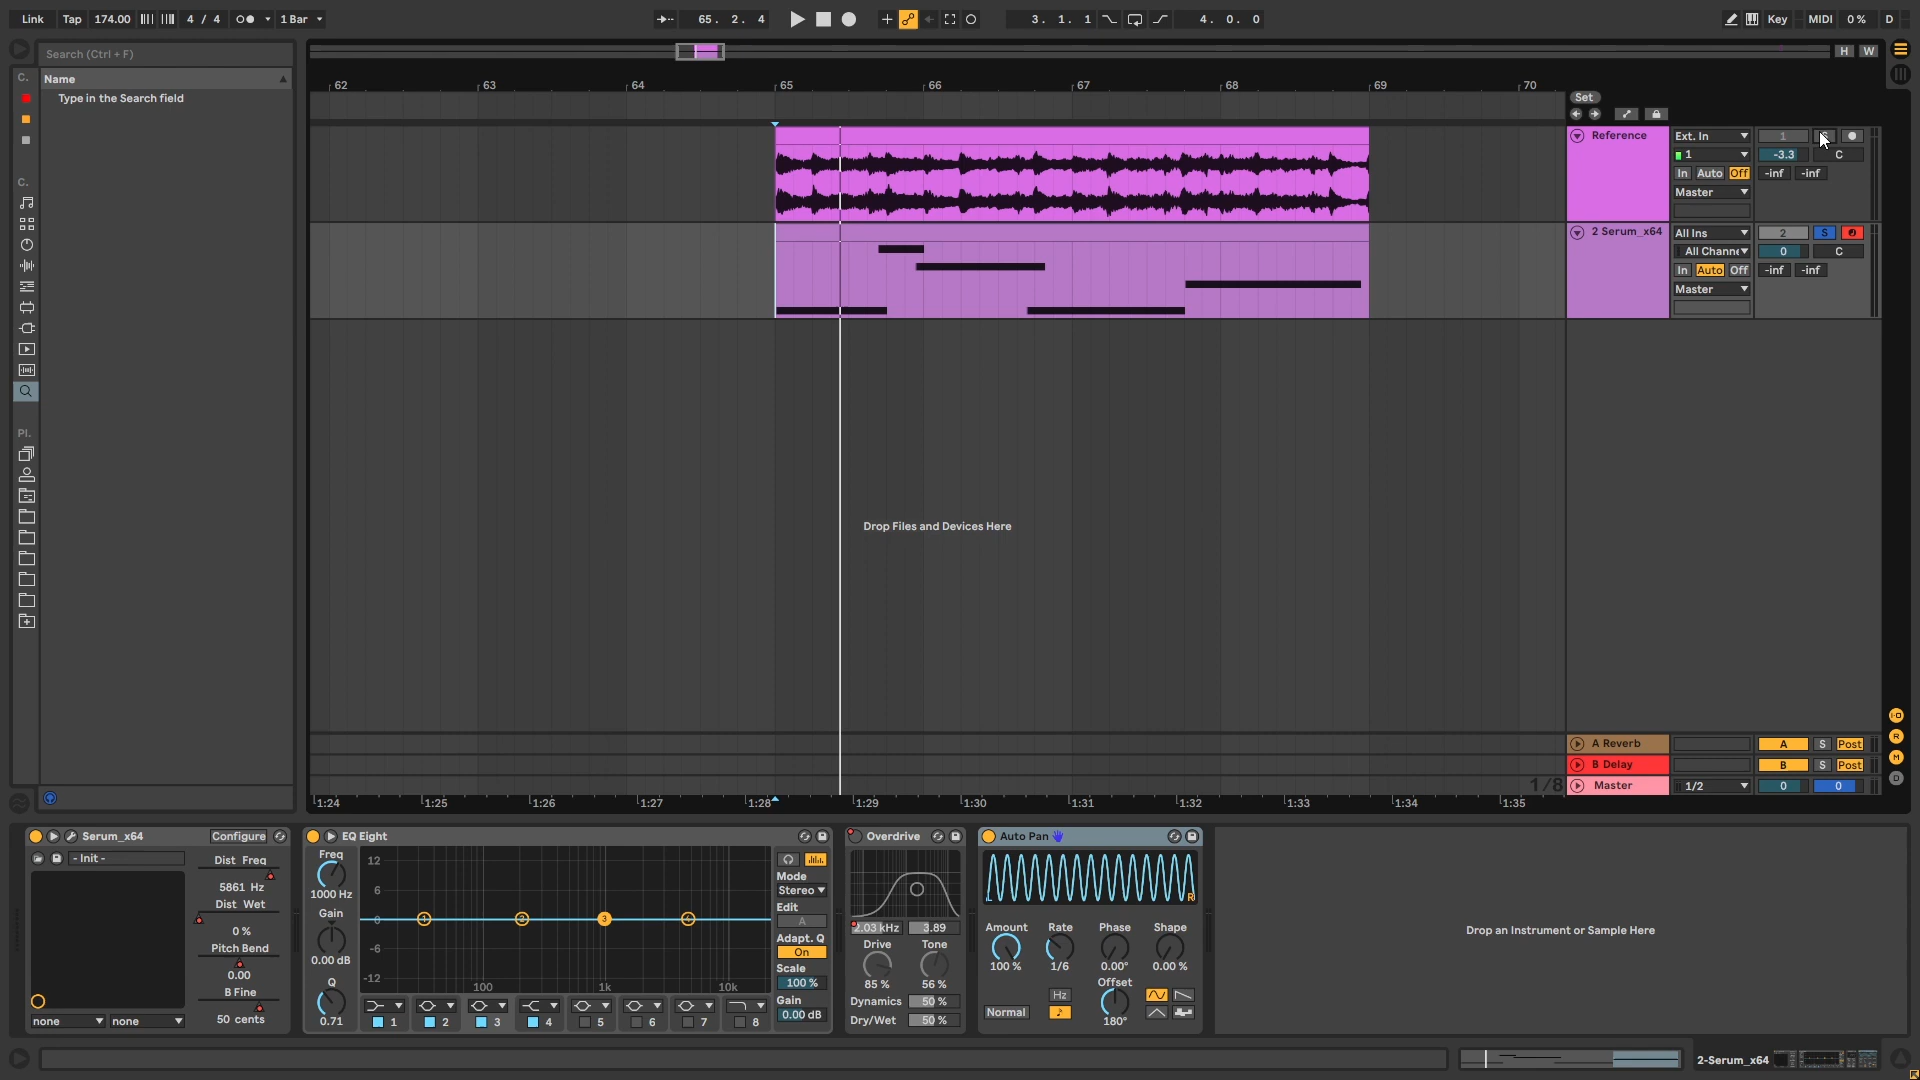 Link Tap 174.00 4 / 4 1 Bar 65. 2. 4 3. 1. 1 4. 0. 0 Key MIDI 0 % D
Search (Ctrl + F)
H W
C. Name
Type in the Search field
62 63 64 65 66 67 68 69 70
Set
Reference Ext. In 1 S
1 -3.3 C
In Auto Off -inf -inf
Master
C.
2 Serum_x64 All Ins 2 S
All Channe 0 C
In Auto Off -inf -inf
Master
Pl.
Drop Files and Devices Here
A Reverb A S Post
B Delay B S Post
1/8 Master 1/2 0 0
1:24 1:25 1:26 1:27 1:28 1:29 1:30 1:31 1:32 1:33 1:34 1:35
Serum_x64 Configure
- Init -
Dist Freq
5861 Hz
Dist Wet
0 %
Pitch Bend
0.00
B Fine
50 cents
none none
EQ Eight
Freq
1000 Hz
Gain
0.00 dB
Q
0.71
12
6
0
-6
-12
1 2 3 4
100 1k 10k
1 2 3 4 5 6 7 8
Mode
Stereo
Edit
A
Adapt. Q
On
Scale
100 %
Gain
0.00 dB
Overdrive
2.03 kHz 3.89
Drive Tone
85 % 56 %
Dynamics 50 %
Dry/Wet 50 %
Auto Pan
L R
Amount Rate Phase Shape
100 % 1/6 0.00° 0.00 %
Offset
Hz
Normal 180°
Drop an Instrument or Sample Here
2-Serum_x64